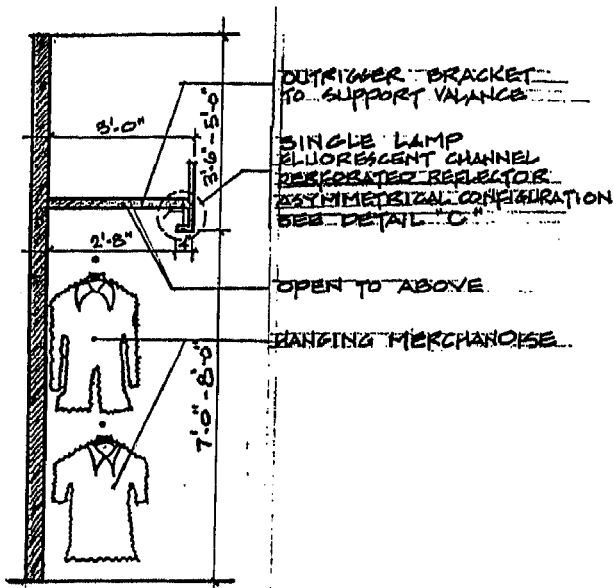 OUTRIGGER BRACKET
TO SUPPORT VALANCE
3'-0"
3'-6" - 5'-0"
SINGLE LAMP
FLUORESCENT CHANNEL
PERFORATED REFLECTOR
ASYMMETRICAL CONFIGURATION
SEE DETAIL "C"
2'-8"
OPEN TO ABOVE
HANGING MERCHANDISE
7'-0" - 8'-0"